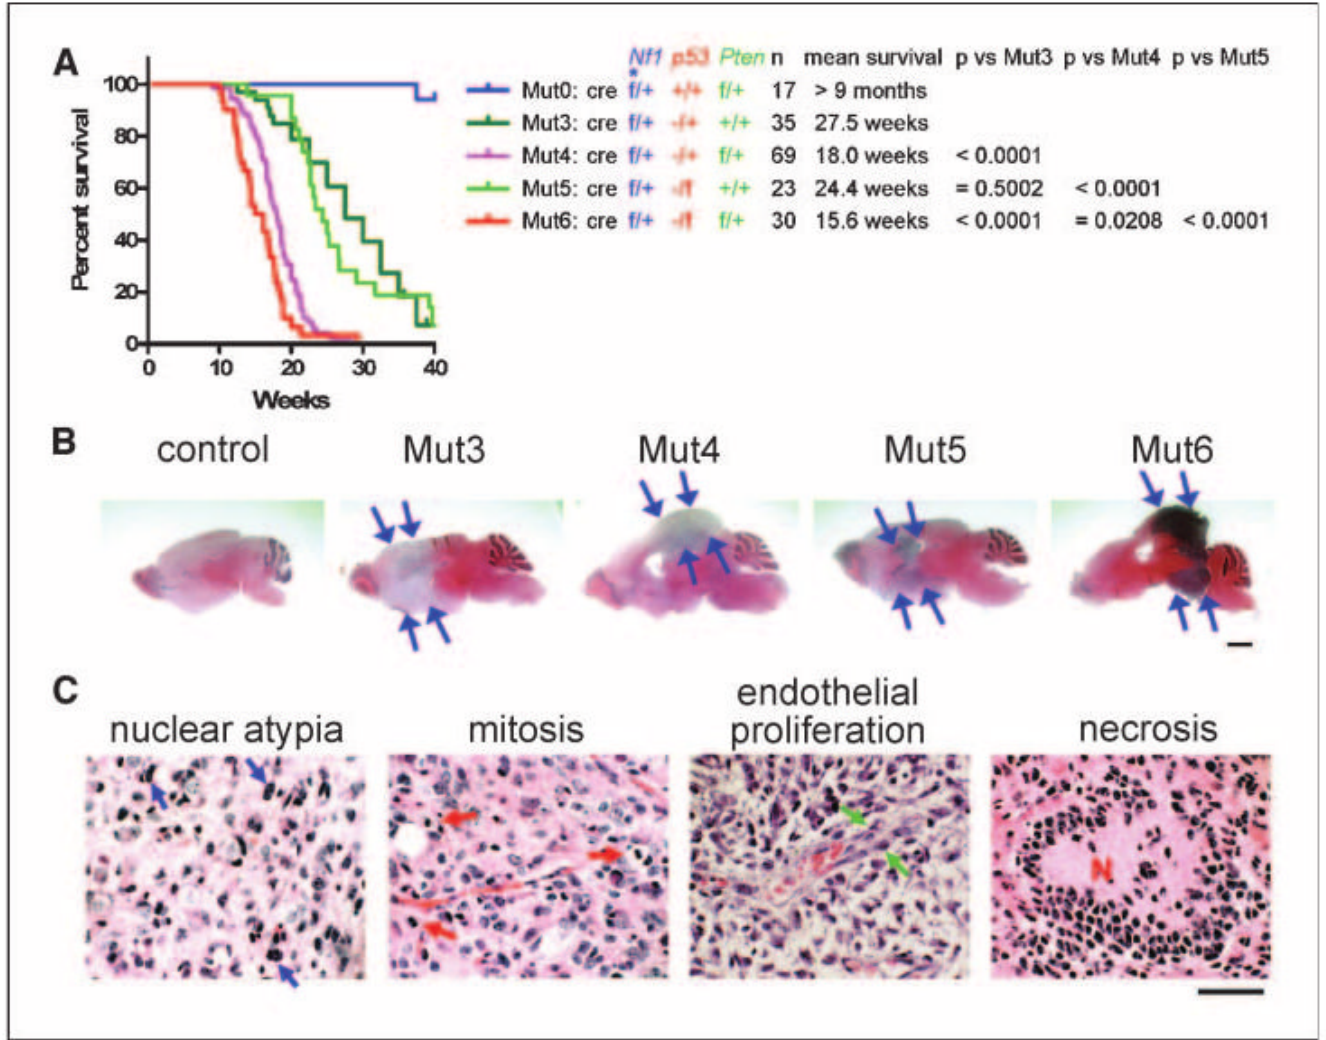 A
Nf1 p53 Pten n mean survival p vs Mut3 p vs Mut4 p vs Mut5
*
Mut0: cre f/+ +/+ f/+ 17 > 9 months
Mut3: cre f/+ -/+ +/+ 35 27.5 weeks
Mut4: cre f/+ -/+ f/+ 69 18.0 weeks < 0.0001
Mut5: cre f/+ -/f +/+ 23 24.4 weeks = 0.5002 < 0.0001
Mut6: cre f/+ -/f f/+ 30 15.6 weeks < 0.0001 = 0.0208 < 0.0001
Percent survival
100
80
60
40
20
0
0 10 20 30 40
Weeks
B
control Mut3 Mut4 Mut5 Mut6
C
nuclear atypia mitosis endothelial proliferation necrosis
N